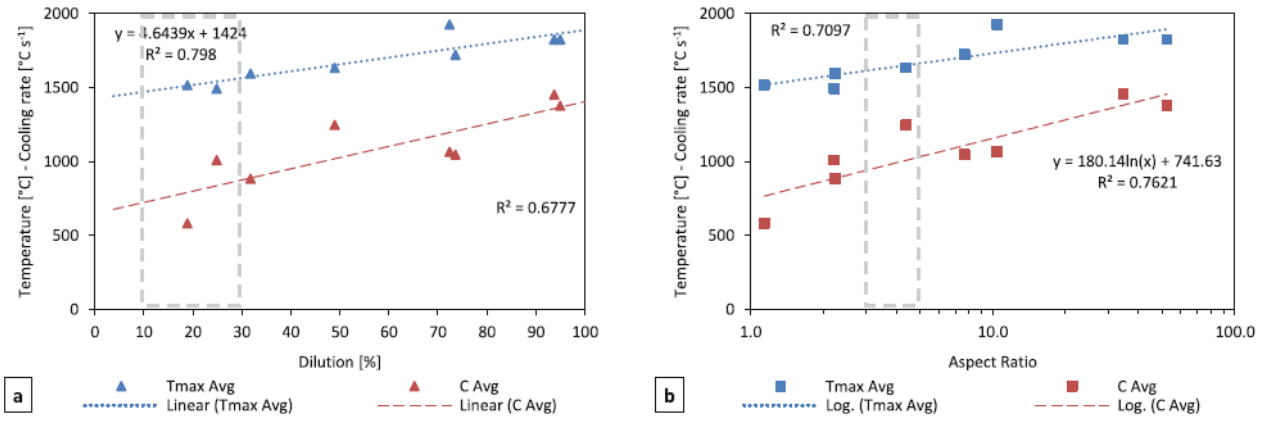 Temperature [°C] - Cooling rate [°C s⁻¹]
2000
1500
1000
500
0
y = 4.6439x + 1424
R² = 0.798
R² = 0.6777
0 10 20 30 40 50 60 70 80 90 100
Dilution [%]
a
Tmax Avg
C Avg
Linear (Tmax Avg)
Linear (C Avg)
Temperature [°C] - Cooling rate [°C s⁻¹]
2000
1500
1000
500
0
R² = 0.7097
y = 180.14ln(x) + 741.63
R² = 0.7621
1.0 10.0 100.0
Aspect Ratio
b
Tmax Avg
C Avg
Log. (Tmax Avg)
Log. (C Avg)